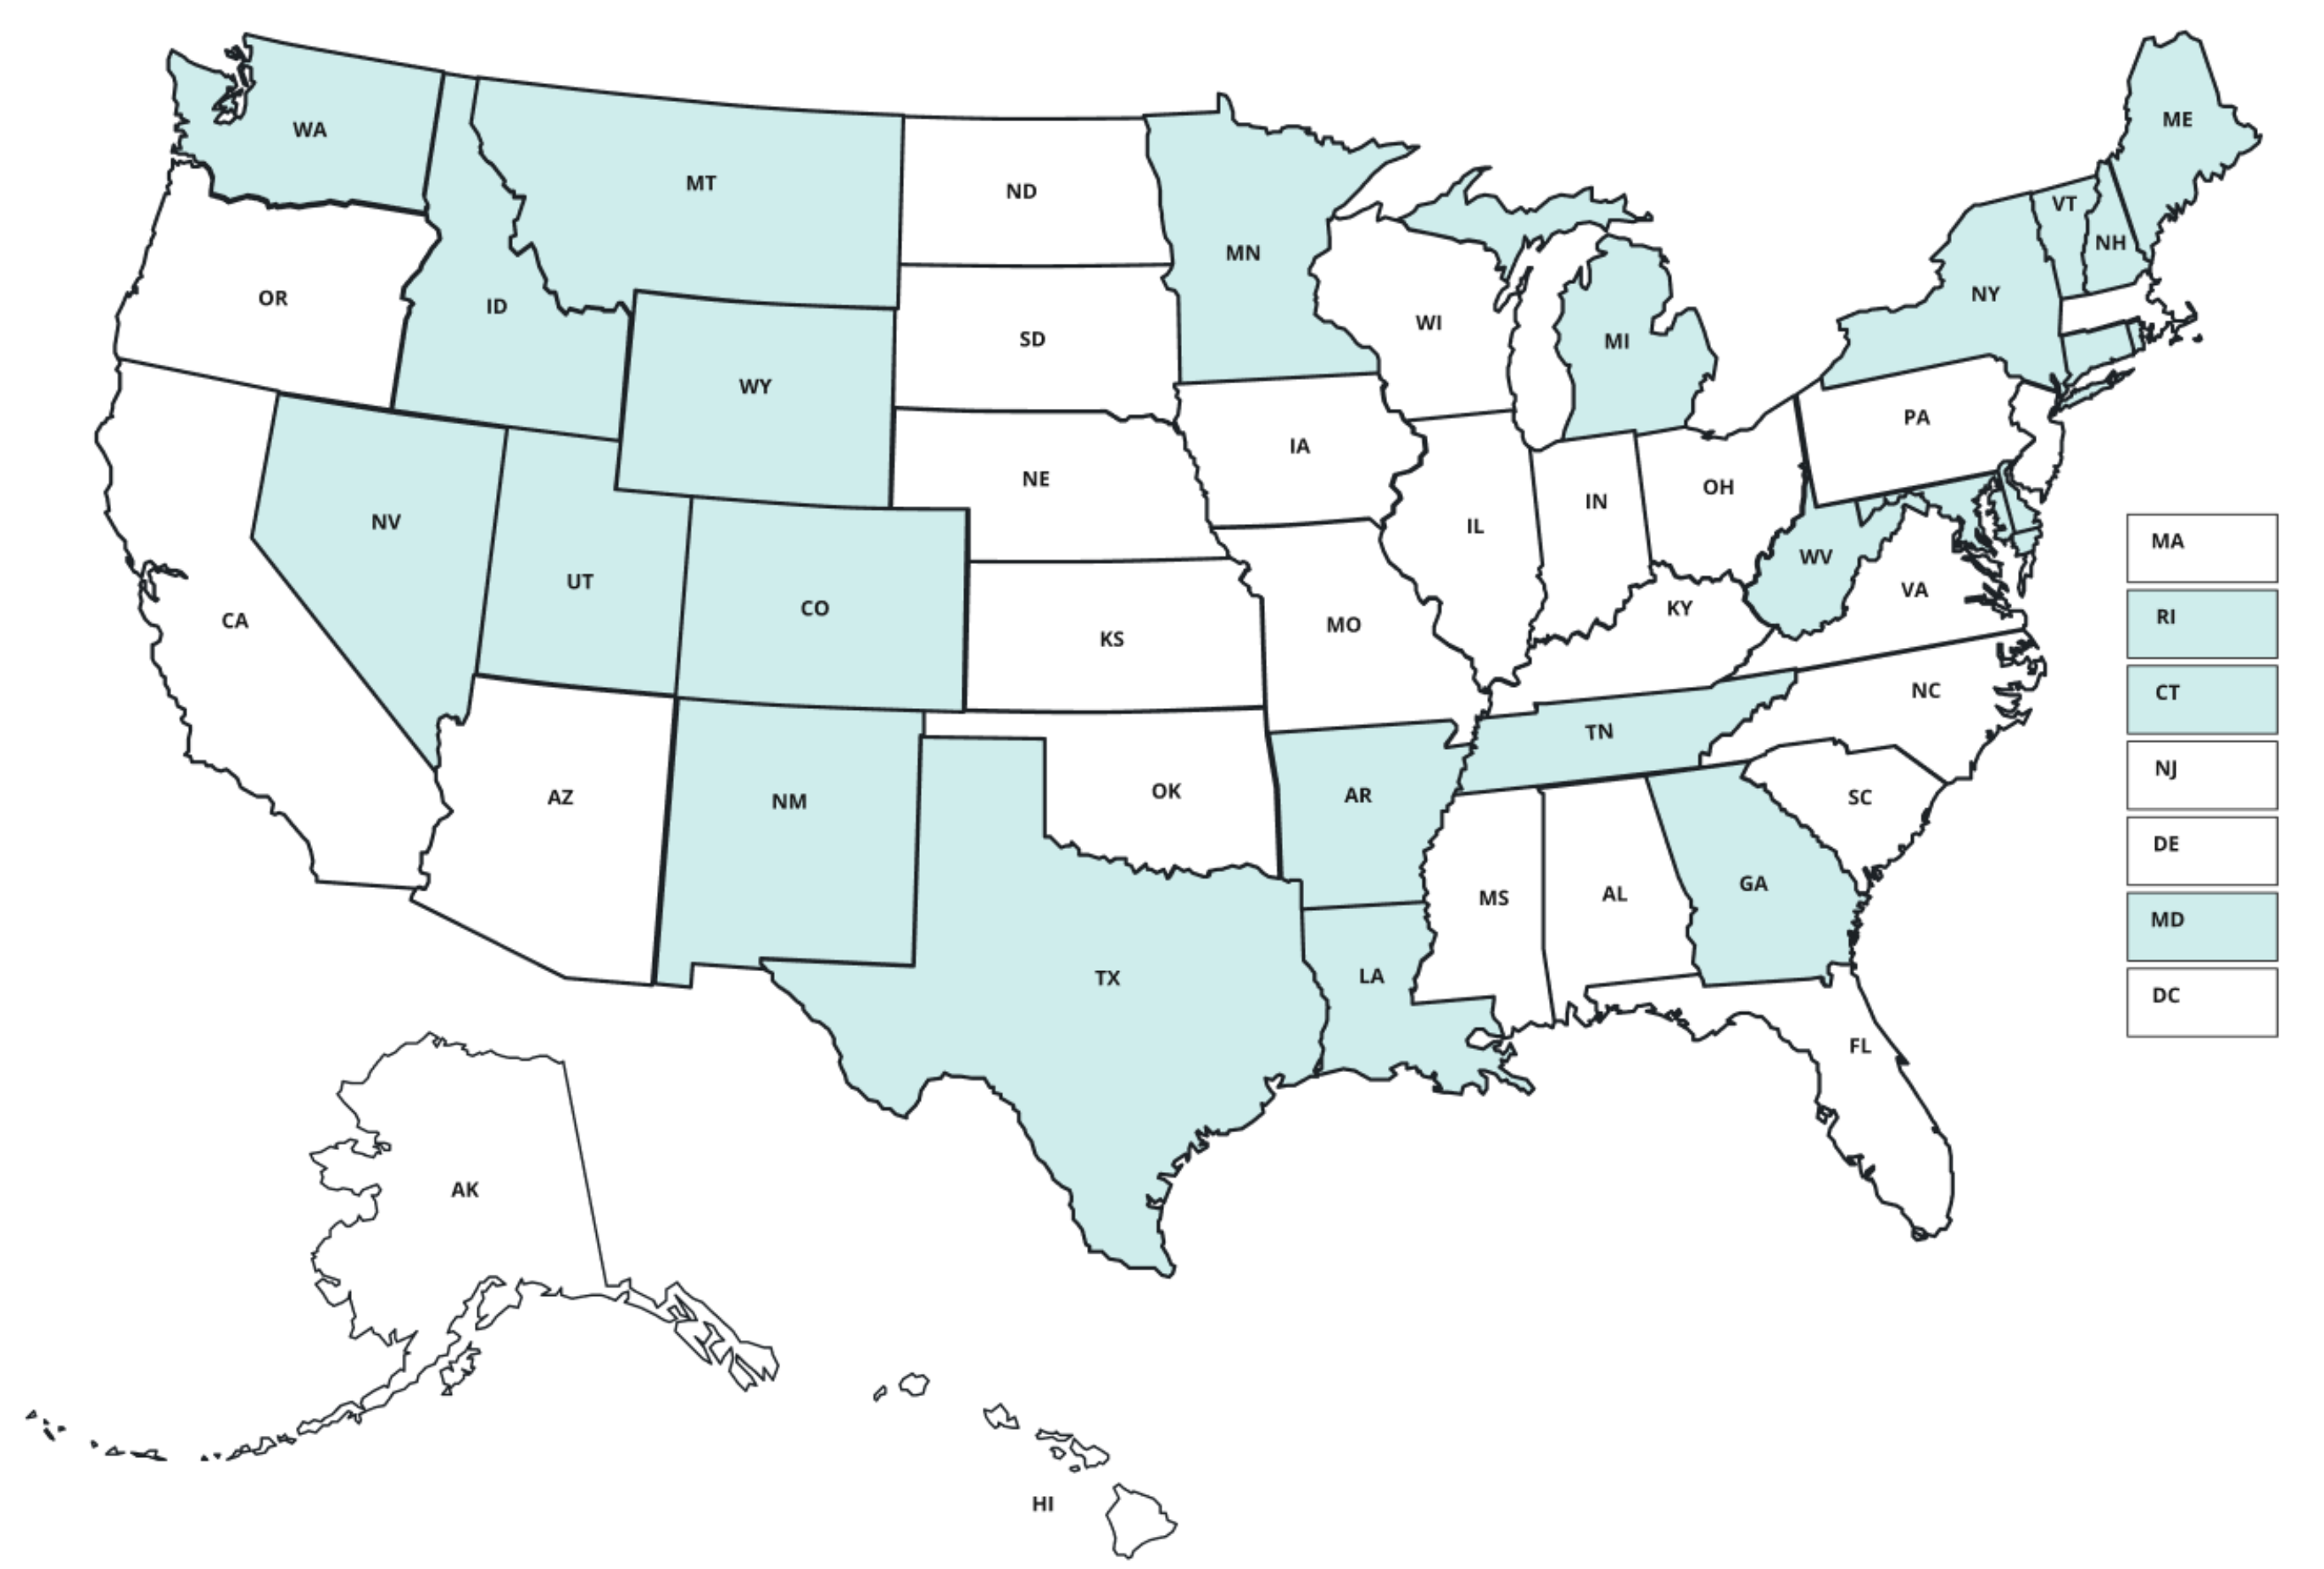 ME
WA
MT
ND
VT
NH
MN
OR
ID
NY
WI
SD
MI
WY
PA
IA
NE
OH
IN
NV
IL
MA
WV
UT
VA
CO
KY
RI
CA
MO
KS
NC
CT
TN
NJ
OK
AR
AZ
SC
NM
DE
GA
AL
MS
MD
LA
TX
DC
FL
AK
HI